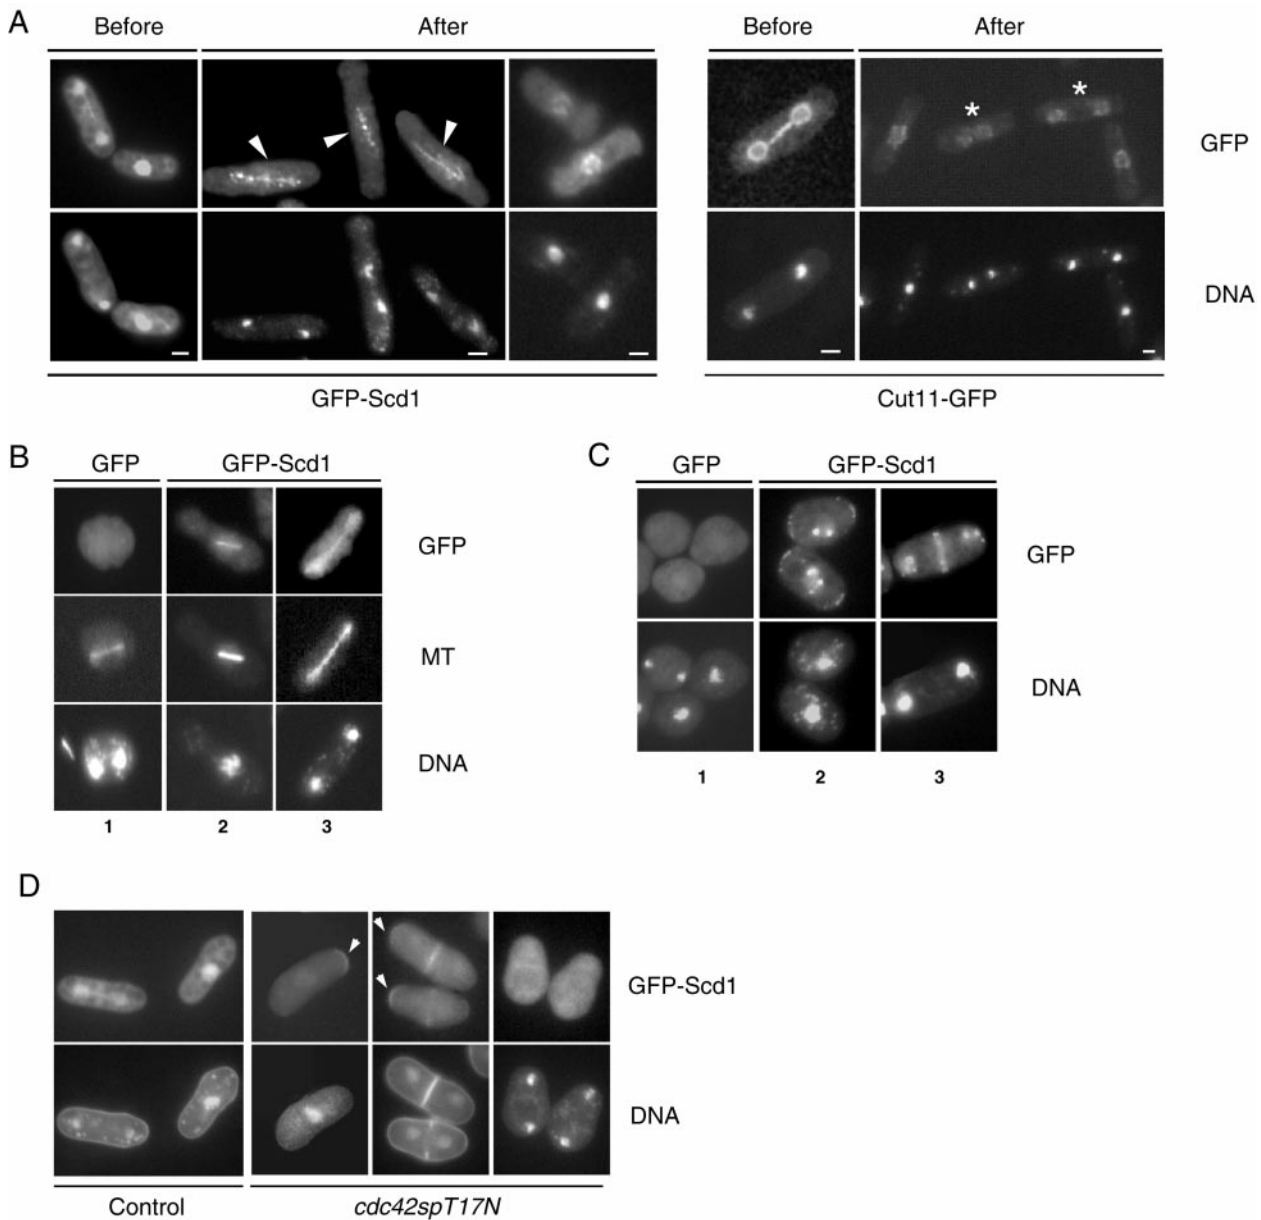 A
Before After Before After
GFP
DNA
GFP-Scd1 Cut11-GFP
B
GFP GFP-Scd1
GFP
MT
DNA
1 2 3
C
GFP GFP-Scd1
GFP
DNA
1 2 3
D
GFP-Scd1
DNA
Control cdc42spT17N